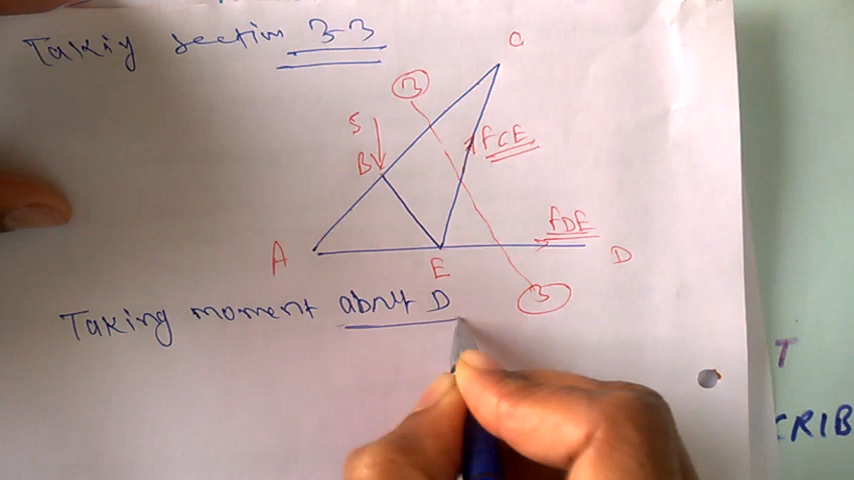 Taking section 3-3
C
3
5
B
FCE
FDE
A
E
D
3
Taking moment about D
T
CRIB